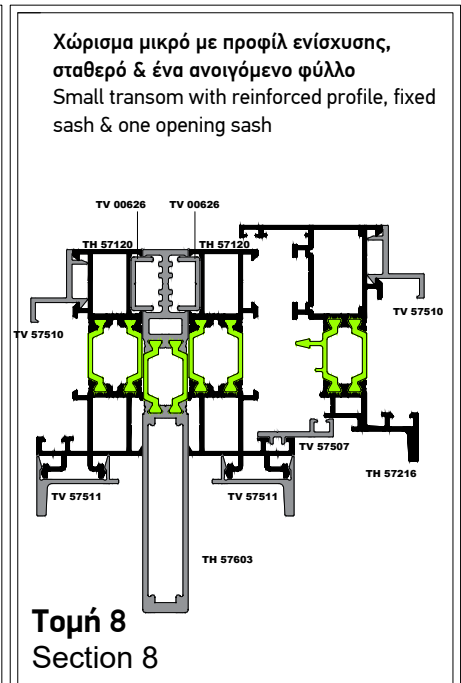 Χώρισμα μικρό με προφίλ ενίσχυσης,
σταθερό & ένα ανοιγόμενο φύλλο
Small transom with reinforced profile, fixed
sash & one opening sash
TV 00626 TV 00626
TH 57120 TH 57120
TV 57510 TV 57510
TV 57507
TH 57216
TV 57511 TV 57511
TH 57603
Τομή 8
Section 8